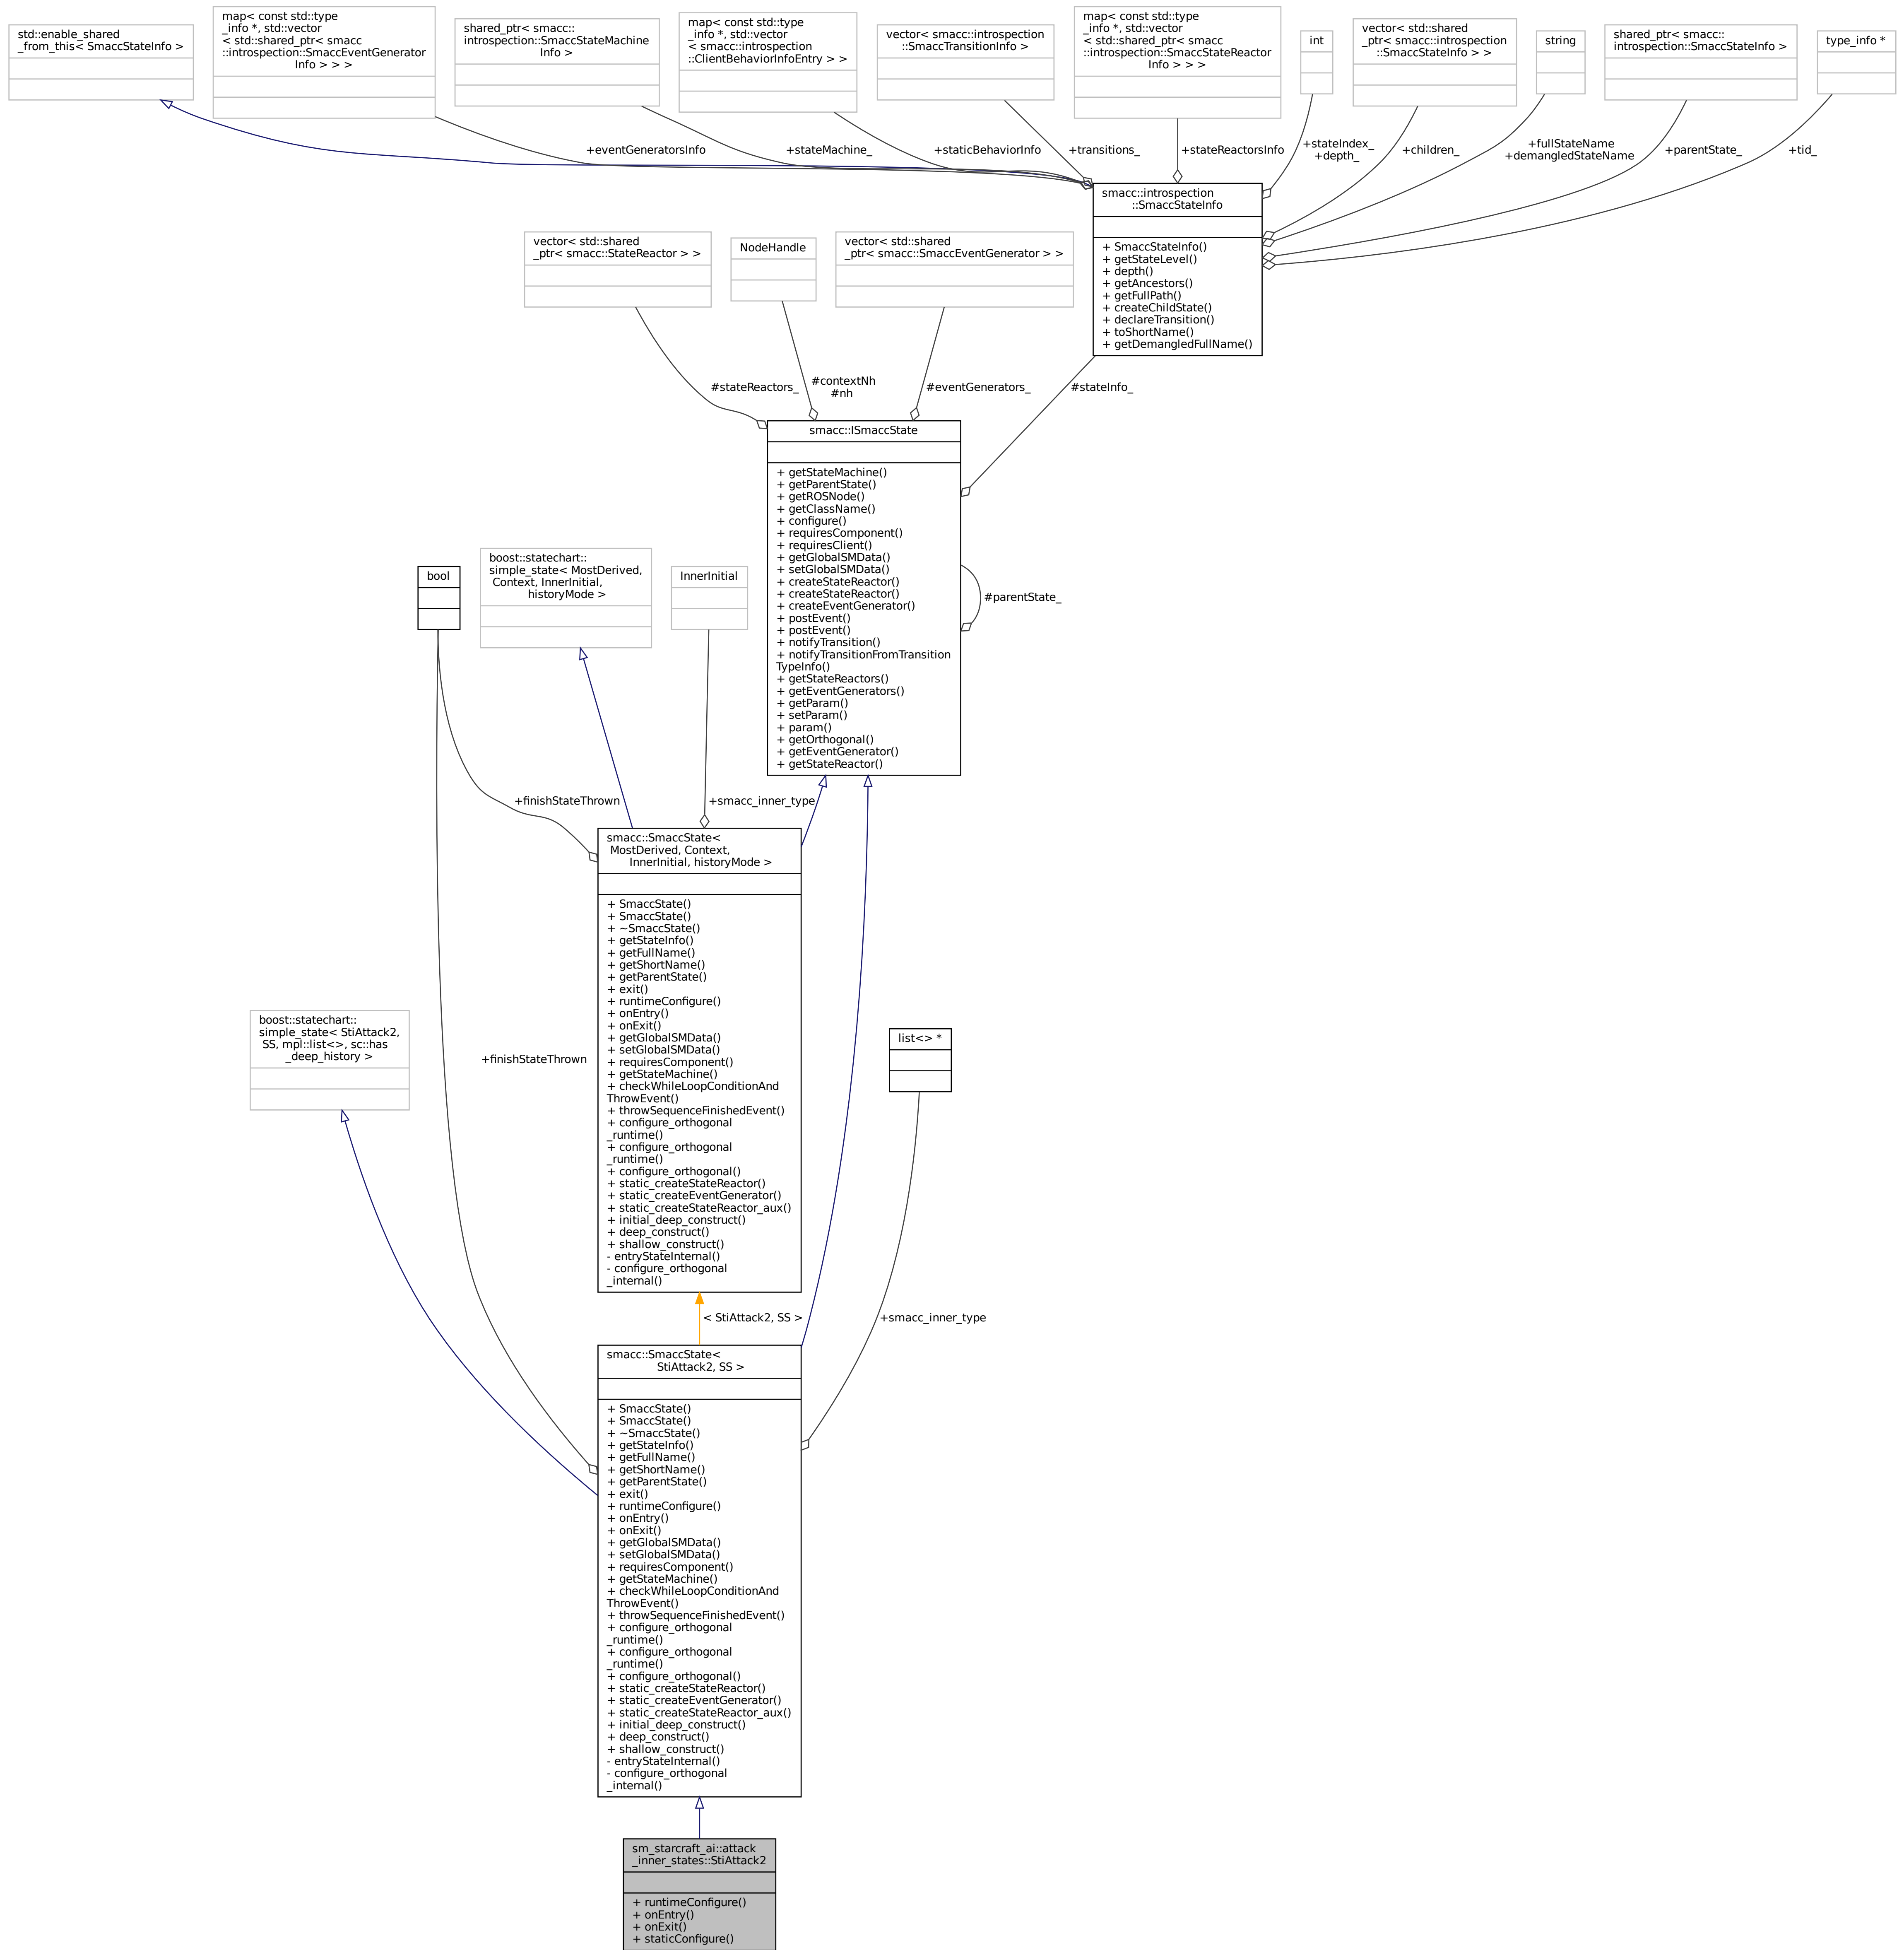 std::enable_shared
_from_this< SmaccStateInfo >
map< const std::type
_info *, std::vector
< std::shared_ptr< smacc
::introspection::SmaccEventGenerator
Info > > >
shared_ptr< smacc::
introspection::SmaccStateMachine
Info >
map< const std::type
_info *, std::vector
< smacc::introspection
::ClientBehaviorInfoEntry > >
vector< smacc::introspection
::SmaccTransitionInfo >
map< const std::type
_info *, std::vector
< std::shared_ptr< smacc
::introspection::SmaccStateReactor
Info > > >
int
vector< std::shared
_ptr< smacc::introspection
::SmaccStateInfo > >
string
shared_ptr< smacc::
introspection::SmaccStateInfo >
type_info *
+eventGeneratorsInfo
+stateMachine_
+staticBehaviorInfo
+transitions_
+stateReactorsInfo
+stateIndex_
+depth_
+children_
+fullStateName
+demangledStateName
+parentState_
+tid_
smacc::introspection
::SmaccStateInfo
+ SmaccStateInfo()
+ getStateLevel()
+ depth()
+ getAncestors()
+ getFullPath()
+ createChildState()
+ declareTransition()
+ toShortName()
+ getDemangledFullName()
vector< std::shared
_ptr< smacc::StateReactor > >
NodeHandle
vector< std::shared
_ptr< smacc::SmaccEventGenerator > >
#stateReactors_
#contextNh
#nh
#eventGenerators_
#stateInfo_
smacc::ISmaccState
+ getStateMachine()
+ getParentState()
+ getROSNode()
+ getClassName()
+ configure()
+ requiresComponent()
+ requiresClient()
+ getGlobalSMData()
+ setGlobalSMData()
+ createStateReactor()
+ createStateReactor()
+ createEventGenerator()
+ postEvent()
+ postEvent()
+ notifyTransition()
+ notifyTransitionFromTransition
TypeInfo()
+ getStateReactors()
+ getEventGenerators()
+ getParam()
+ setParam()
+ param()
+ getOrthogonal()
+ getEventGenerator()
+ getStateReactor()
#parentState_
bool
boost::statechart::
simple_state< MostDerived,
Context, InnerInitial,
historyMode >
InnerInitial
+finishStateThrown
+smacc_inner_type
smacc::SmaccState<
MostDerived, Context,
InnerInitial, historyMode >
+ SmaccState()
+ SmaccState()
+ ~SmaccState()
+ getStateInfo()
+ getFullName()
+ getShortName()
+ getParentState()
+ exit()
+ runtimeConfigure()
+ onEntry()
+ onExit()
+ getGlobalSMData()
+ setGlobalSMData()
+ requiresComponent()
+ getStateMachine()
+ checkWhileLoopConditionAnd
ThrowEvent()
+ throwSequenceFinishedEvent()
+ configure_orthogonal
_runtime()
+ configure_orthogonal
_runtime()
+ configure_orthogonal()
+ static_createStateReactor()
+ static_createEventGenerator()
+ static_createStateReactor_aux()
+ initial_deep_construct()
+ deep_construct()
+ shallow_construct()
- entryStateInternal()
- configure_orthogonal
_internal()
boost::statechart::
simple_state< StiAttack2,
SS, mpl::list<>, sc::has
_deep_history >
+finishStateThrown
list<> *
< StiAttack2, SS >
+smacc_inner_type
smacc::SmaccState<
StiAttack2, SS >
+ SmaccState()
+ SmaccState()
+ ~SmaccState()
+ getStateInfo()
+ getFullName()
+ getShortName()
+ getParentState()
+ exit()
+ runtimeConfigure()
+ onEntry()
+ onExit()
+ getGlobalSMData()
+ setGlobalSMData()
+ requiresComponent()
+ getStateMachine()
+ checkWhileLoopConditionAnd
ThrowEvent()
+ throwSequenceFinishedEvent()
+ configure_orthogonal
_runtime()
+ configure_orthogonal
_runtime()
+ configure_orthogonal()
+ static_createStateReactor()
+ static_createEventGenerator()
+ static_createStateReactor_aux()
+ initial_deep_construct()
+ deep_construct()
+ shallow_construct()
- entryStateInternal()
- configure_orthogonal
_internal()
sm_starcraft_ai::attack
_inner_states::StiAttack2
+ runtimeConfigure()
+ onEntry()
+ onExit()
+ staticConfigure()